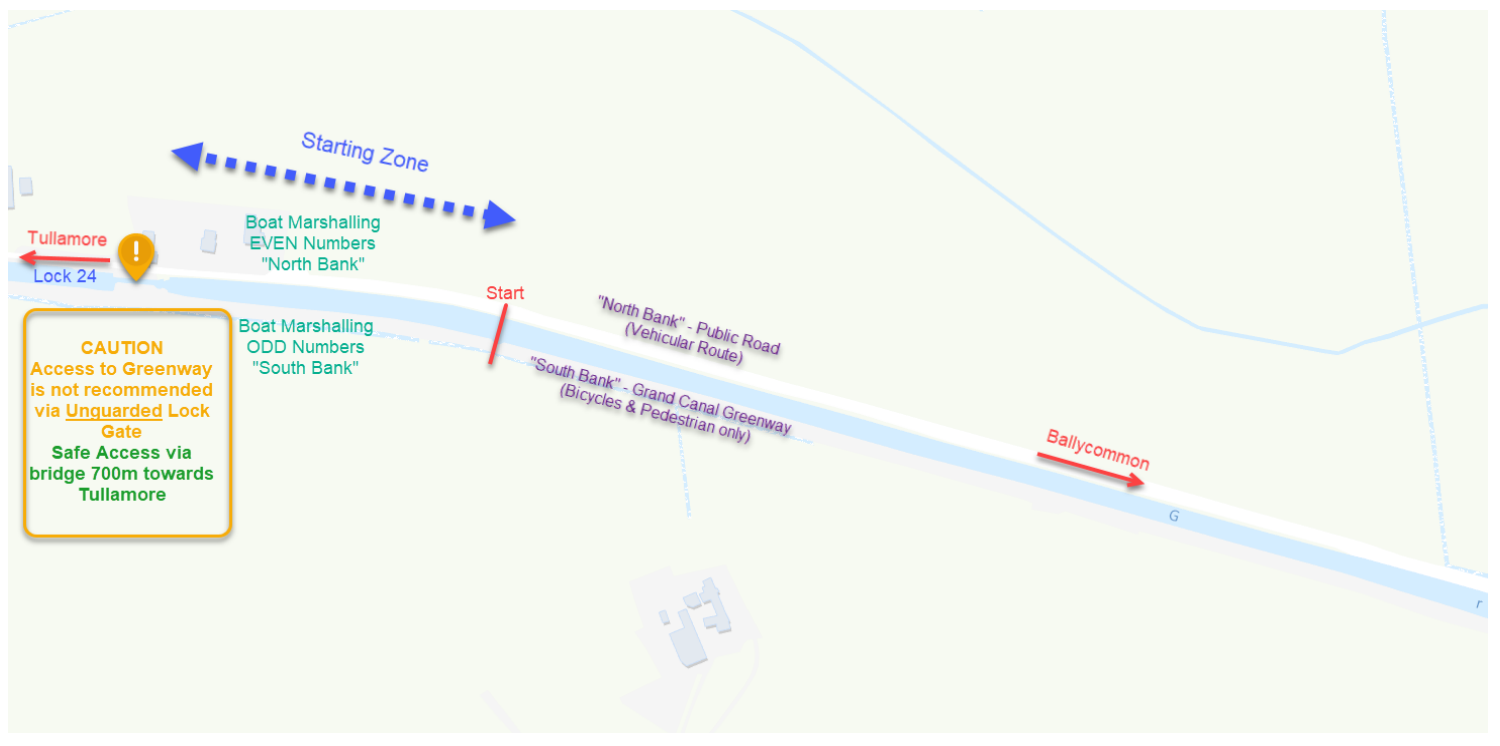 Starting Zone
Boat Marshalling
EVEN Numbers
"North Bank"
Tullamore
!
Lock 24
Start
"North Bank" - Public Road
(Vehicular Route)
Boat Marshalling
ODD Numbers
"South Bank"
"South Bank" - Grand Canal Greenway
(Bicycles & Pedestrian only)
CAUTION
Access to Greenway
is not recommended
via Unguarded Lock
Gate
Safe Access via
bridge 700m towards
Tullamore
Ballycommon
G
r